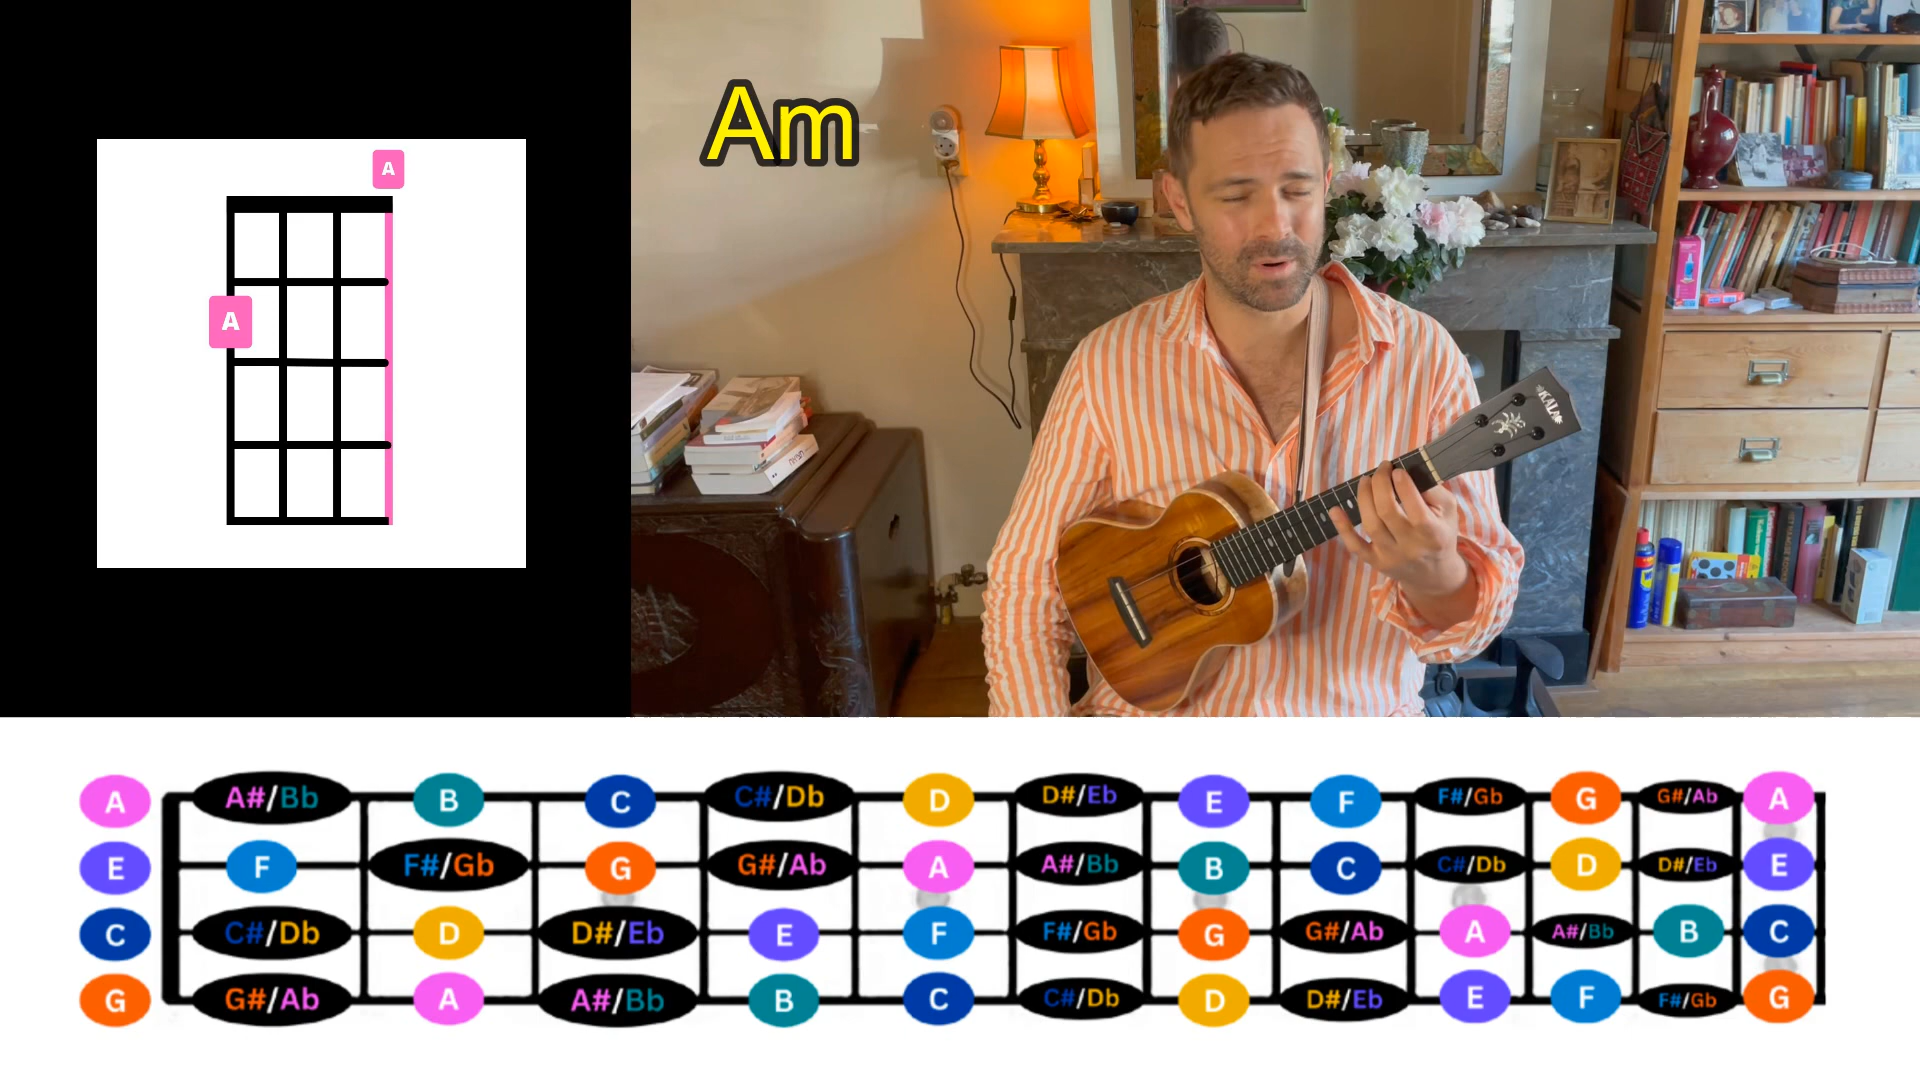 Am
A
A
KALA
A A#/Bb B C C#/Db D D#/Eb E F F#/Gb G G#/Ab A
E F F#/Gb G G#/Ab A A#/Bb B C C#/Db D D#/Eb E
C C#/Db D D#/Eb E F F#/Gb G G#/Ab A A#/Bb B C
G G#/Ab A A#/Bb B C C#/Db D D#/Eb E F F#/Gb G